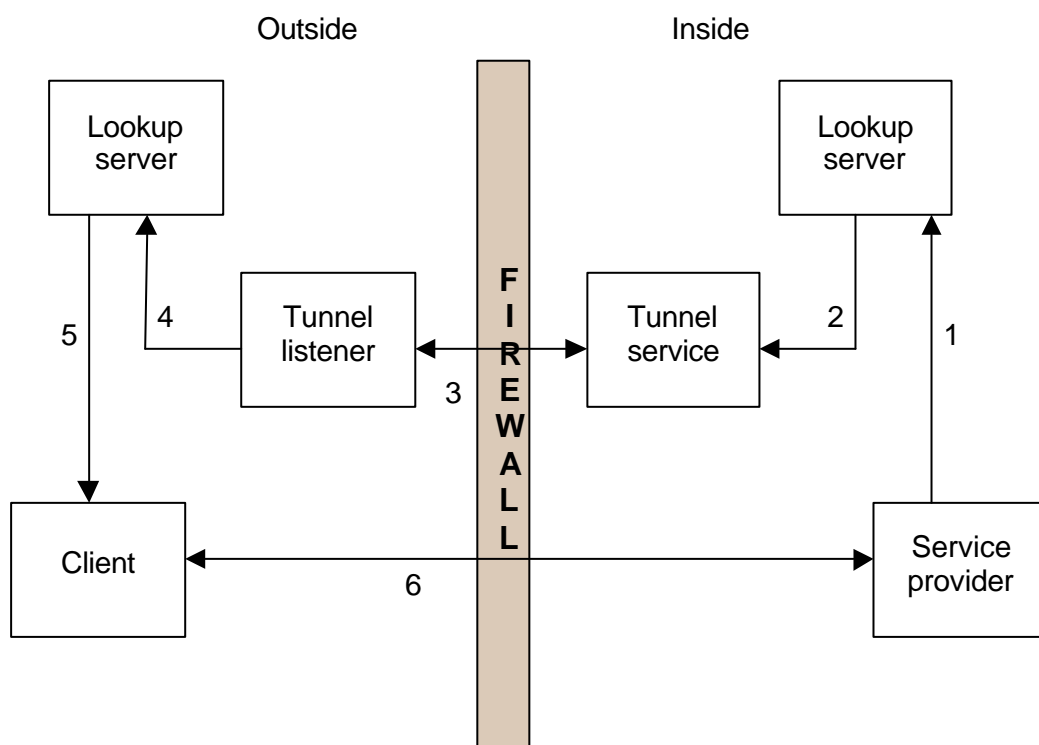 Outside
Inside
Lookup
server
Lookup
server
Tunnel
listener
Tunnel
service
FIREWALL
5
4
3
2
1
Client
6
Service
provider